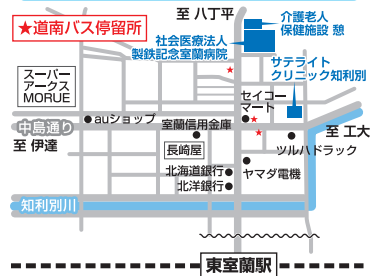 至 八丁平
★道南バス停留所
介護老人
保健施設 憩
社会医療法人
製鉄記念室蘭病院
サテライト
クリニック知利別
スーパー
アークス
MORUE
セイコー
マート
auショップ
室蘭信用金庫
中島通り
至 工大
至 伊達
長崎屋
ツルハドラック
北海道銀行
ヤマダ電機
北洋銀行
知利別川
東室蘭駅